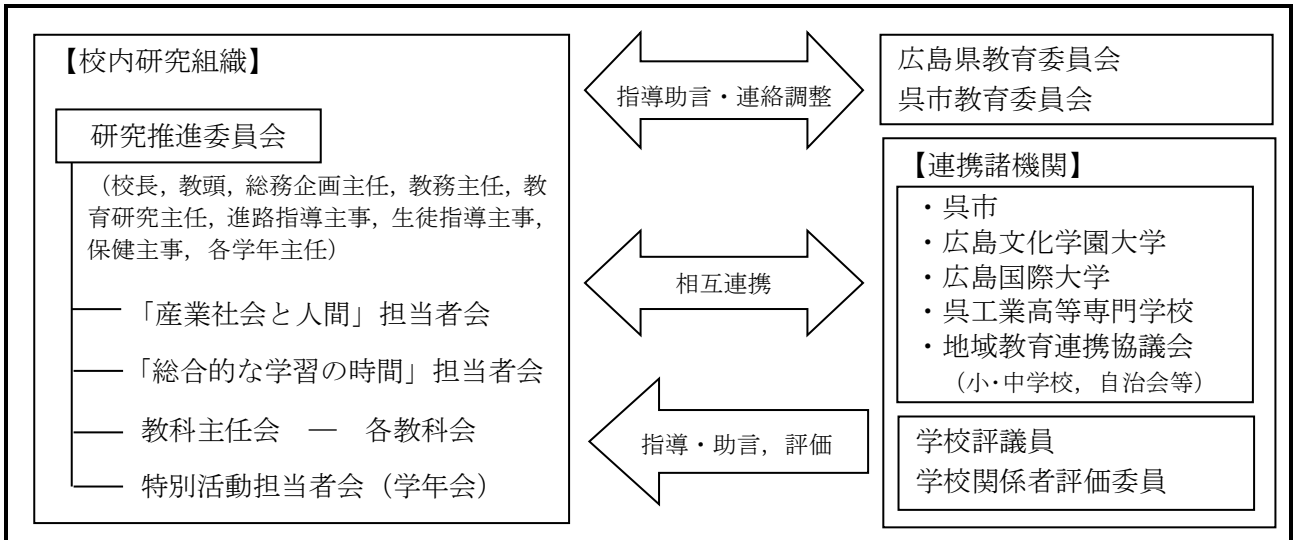 【校内研究組織】
研究推進委員会
（校長，教頭，総務企画主任，教務主任，教
育研究主任，進路指導主事，生徒指導主事，
保健主事，各学年主任）
「産業社会と人間」担当者会
「総合的な学習の時間」担当者会
教科主任会　―　各教科会
特別活動担当者会（学年会）
指導助言・連絡調整
相互連携
指導・助言，評価
広島県教育委員会
呉市教育委員会
【連携諸機関】
・呉市
・広島文化学園大学
・広島国際大学
・呉工業高等専門学校
・地域教育連携協議会
（小・中学校，自治会等）
学校評議員
学校関係者評価委員